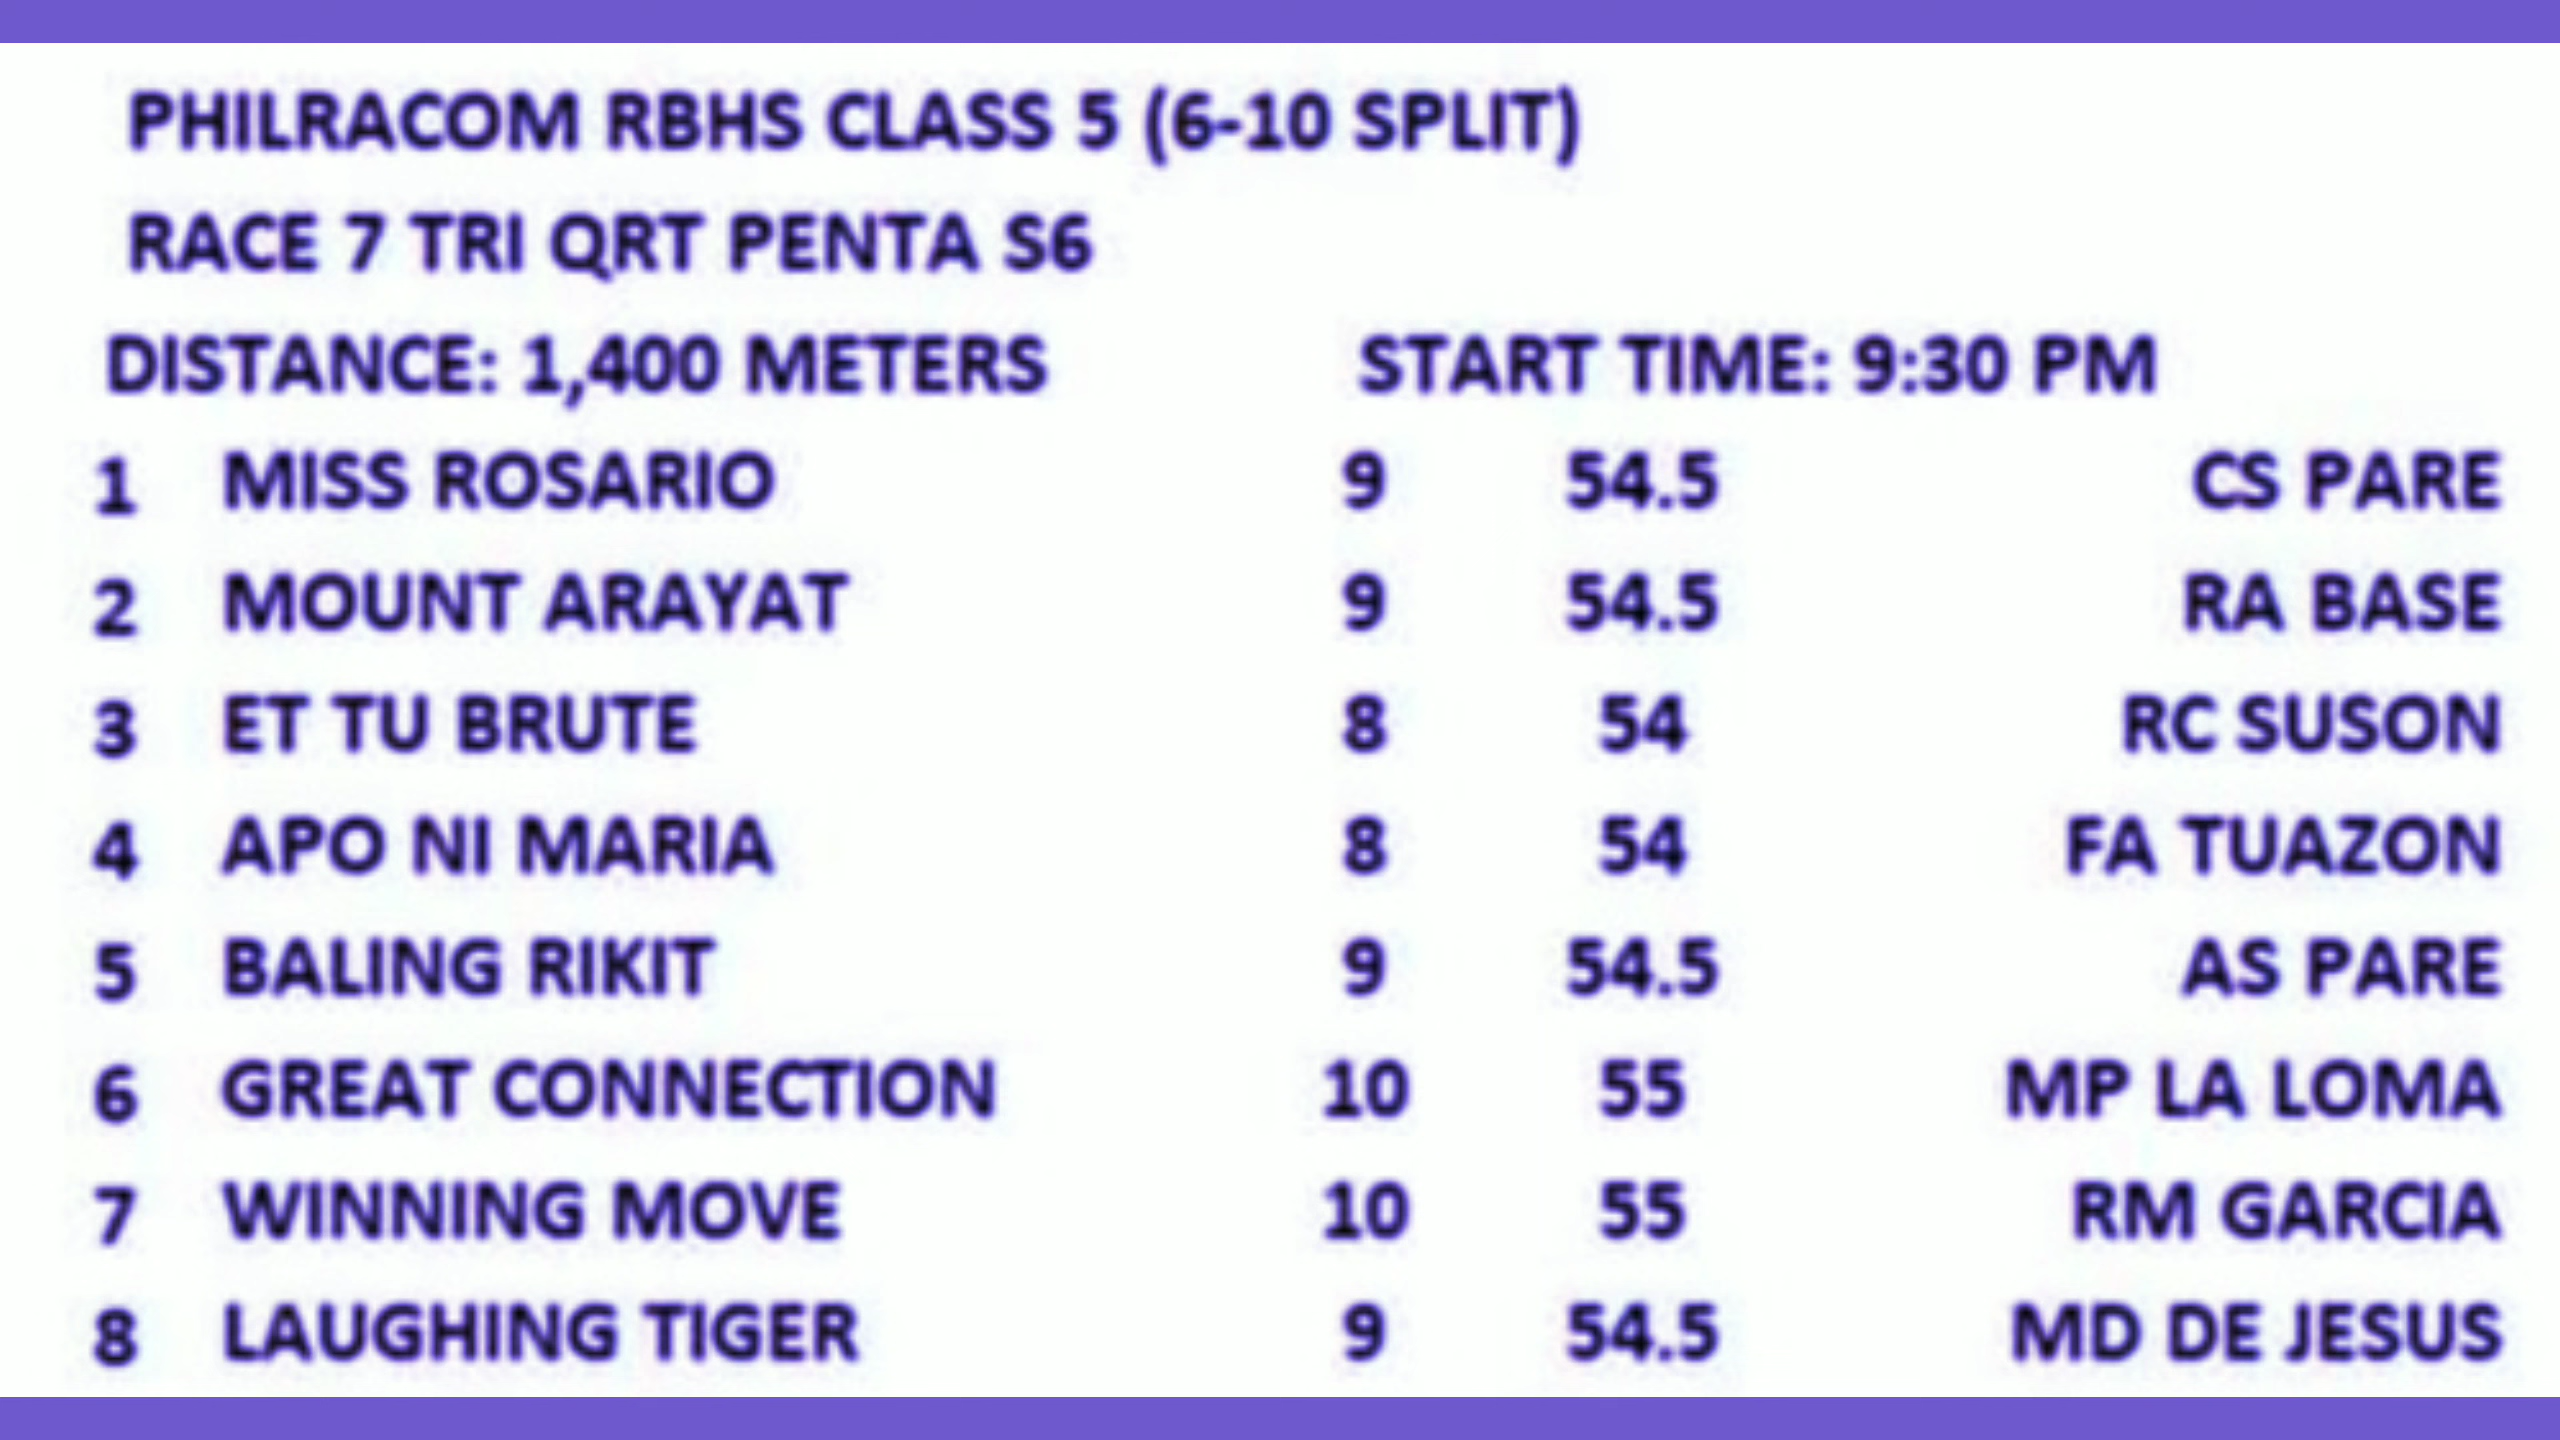 PHILRACOM RBHS CLASS 5 (6-10 SPLIT)
RACE 7 TRI QRT PENTA S6
DISTANCE: 1,400 METERS START TIME: 9:30 PM
1 MISS ROSARIO 9 54.5 CS PARE
2 MOUNT ARAYAT 9 54.5 RA BASE
3 ET TU BRUTE 8 54 RC SUSON
4 APO NI MARIA 8 54 FA TUAZON
5 BALING RIKIT 9 54.5 AS PARE
6 GREAT CONNECTION 10 55 MP LA LOMA
7 WINNING MOVE 10 55 RM GARCIA
8 LAUGHING TIGER 9 54.5 MD DE JESUS